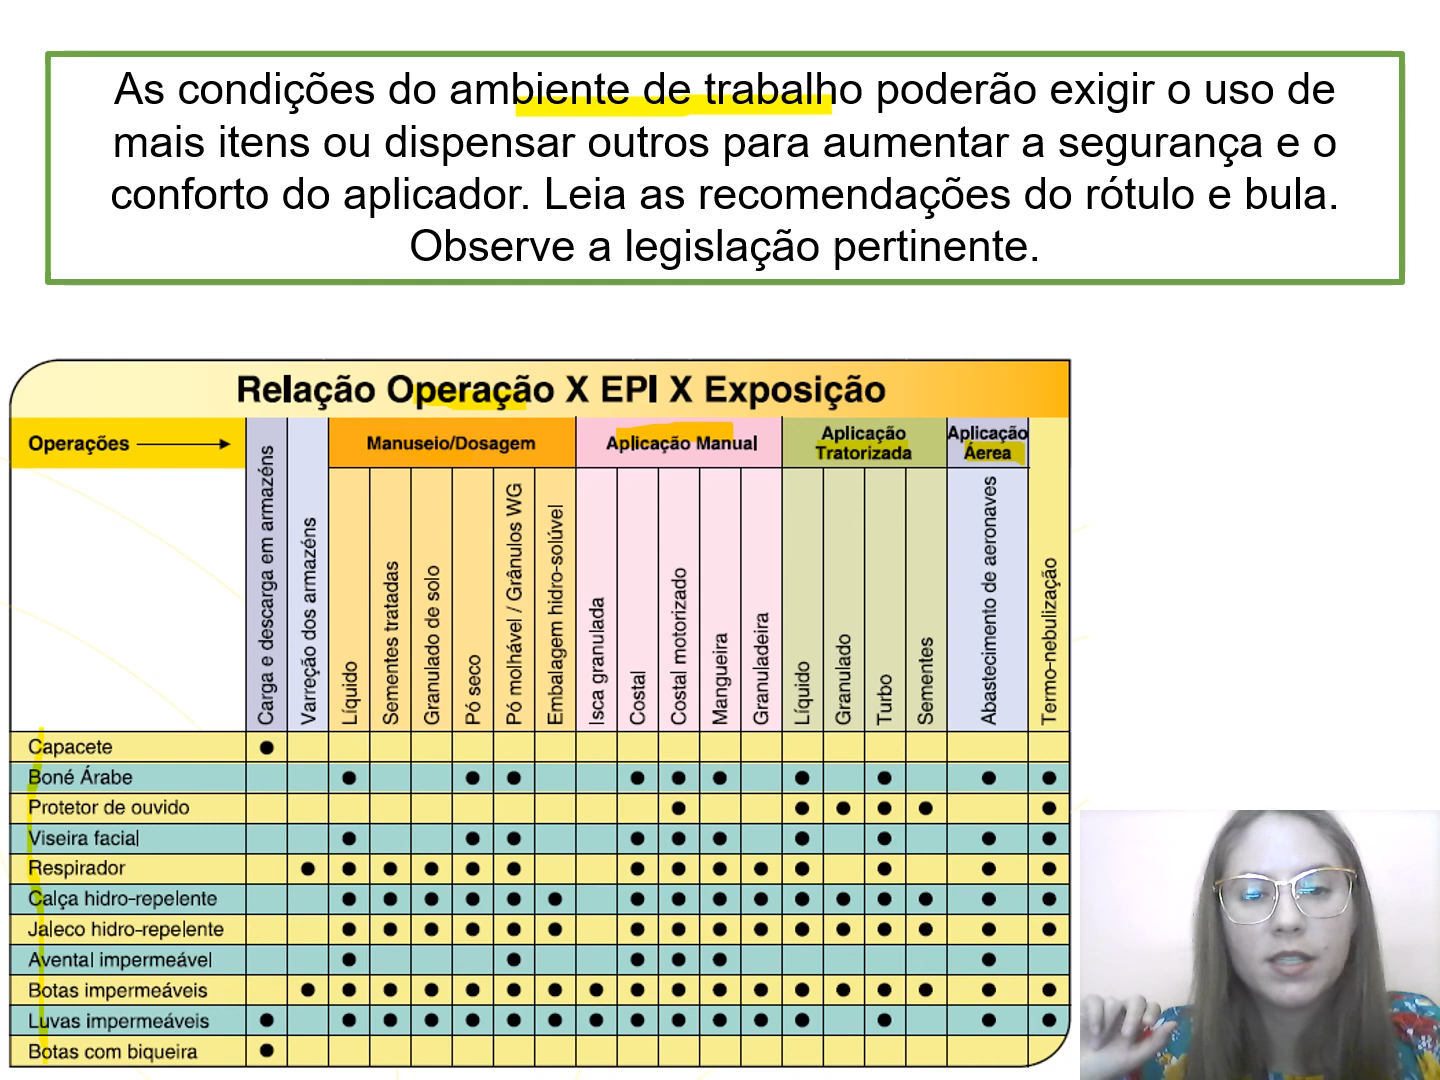 As condições do ambiente de trabalho poderão exigir o uso de
mais itens ou dispensar outros para aumentar a segurança e o
conforto do aplicador. Leia as recomendações do rótulo e bula.
Observe a legislação pertinente.
Relação Operação X EPI X Exposição
Operações
Carga e descarga em armazéns
Varreção dos armazéns
Manuseio/Dosagem
Líquido
Sementes tratadas
Granulado de solo
Pó seco
Pó molhável / Grânulos WG
Embalagem hidro-solúvel
Aplicação Manual
Isca granulada
Costal
Costal motorizado
Mangueira
Granuladeira
Aplicação
Tratorizada
Líquido
Granulado
Turbo
Sementes
Aplicação
Áerea
Abastecimento de aeronaves
Termo-nebulização
Capacete
Boné Árabe
Protetor de ouvido
Viseira facial
Respirador
Calça hidro-repelente
Jaleco hidro-repelente
Avental impermeável
Botas impermeáveis
Luvas impermeáveis
Botas com biqueira